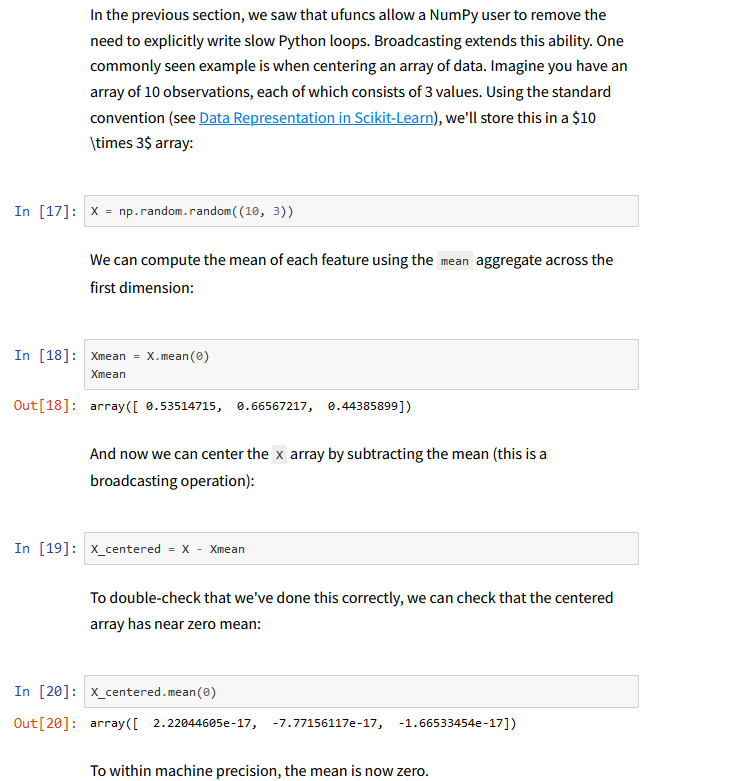 In the previous section, we saw that ufuncs allow a NumPy user to remove the
need to explicitly write slow Python loops. Broadcasting extends this ability. One
commonly seen example is when centering an array of data. Imagine you have an
array of 10 observations, each of which consists of 3 values. Using the standard
convention (see Data Representation in Scikit-Learn), we'll store this in a $10
\times 3$ array:
In [17]: X = np.random.random((10, 3))
We can compute the mean of each feature using the mean aggregate across the
first dimension:
In [18]: Xmean = X.mean(0)
Xmean
Out[18]: array([ 0.53514715,  0.66567217,  0.44385899])
And now we can center the X array by subtracting the mean (this is a
broadcasting operation):
In [19]: X_centered = X - Xmean
To double-check that we've done this correctly, we can check that the centered
array has near zero mean:
In [20]: X_centered.mean(0)
Out[20]: array([  2.22044605e-17,  -7.77156117e-17,  -1.66533454e-17])
To within machine precision, the mean is now zero.